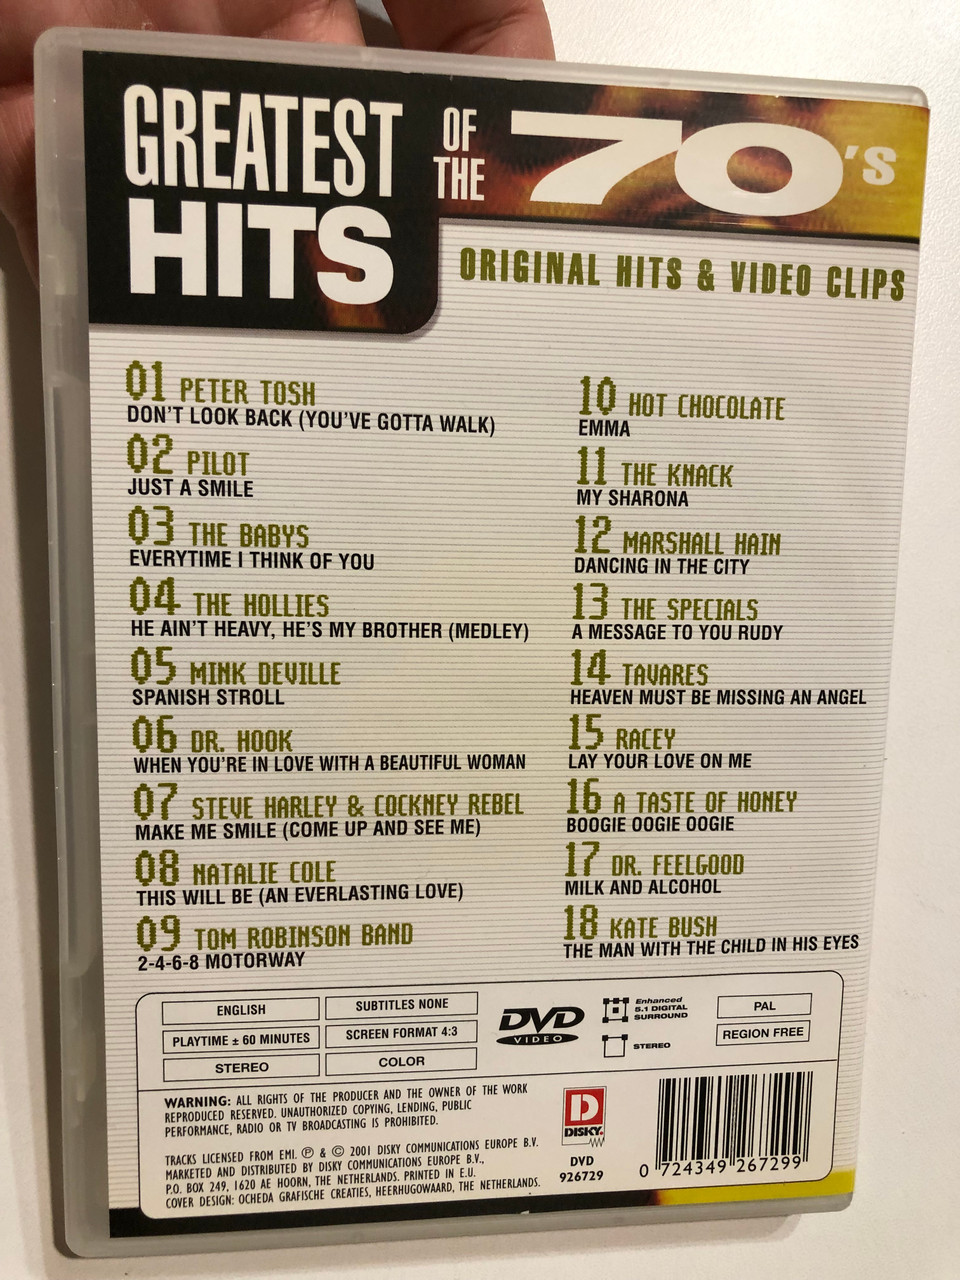 GREATEST
HITS
OF
THE
70's
ORIGINAL HITS & VIDEO CLIPS
01 PETER TOSH
DON'T LOOK BACK (YOU'VE GOTTA WALK)
02 PILOT
JUST A SMILE
03 THE BABYS
EVERYTIME I THINK OF YOU
04 THE HOLLIES
HE AIN'T HEAVY, HE'S MY BROTHER (MEDLEY)
05 MINK DEVILLE
SPANISH STROLL
06 DR. HOOK
WHEN YOU'RE IN LOVE WITH A BEAUTIFUL WOMAN
07 STEVE HARLEY & COCKNEY REBEL
MAKE ME SMILE (COME UP AND SEE ME)
08 NATALIE COLE
THIS WILL BE (AN EVERLASTING LOVE)
09 TOM ROBINSON BAND
2-4-6-8 MOTORWAY
10 HOT CHOCOLATE
EMMA
11 THE KNACK
MY SHARONA
12 MARSHALL HAIN
DANCING IN THE CITY
13 THE SPECIALS
A MESSAGE TO YOU RUDY
14 TAVARES
HEAVEN MUST BE MISSING AN ANGEL
15 RACEY
LAY YOUR LOVE ON ME
16 A TASTE OF HONEY
BOOGIE OOGIE OOGIE
17 DR. FEELGOOD
MILK AND ALCOHOL
18 KATE BUSH
THE MAN WITH THE CHILD IN HIS EYES
ENGLISH
PLAYTIME ± 60 MINUTES
STEREO
SUBTITLES NONE
SCREEN FORMAT 4:3
COLOR
DVD
VIDEO
Enhanced
5.1 DIGITAL
SURROUND
STEREO
PAL
REGION FREE
WARNING: ALL RIGHTS OF THE PRODUCER AND THE OWNER OF THE WORK
REPRODUCED RESERVED. UNAUTHORIZED COPYING, LENDING, PUBLIC
PERFORMANCE, RADIO OR TV BROADCASTING IS PROHIBITED.
TRACKS LICENSED FROM EMI. ℗ & © 2001 DISKY COMMUNICATIONS EUROPE B.V.
MARKETED AND DISTRIBUTED BY DISKY COMMUNICATIONS EUROPE B.V.,
P.O. BOX 249, 1620 AE HOORN, THE NETHERLANDS. PRINTED IN E.U.
COVER DESIGN: OCHEDA GRAFISCHE CREATIES, HEERHUGOWAARD, THE NETHERLANDS.
D
DISKY.
DVD
926729
0 724349 267299